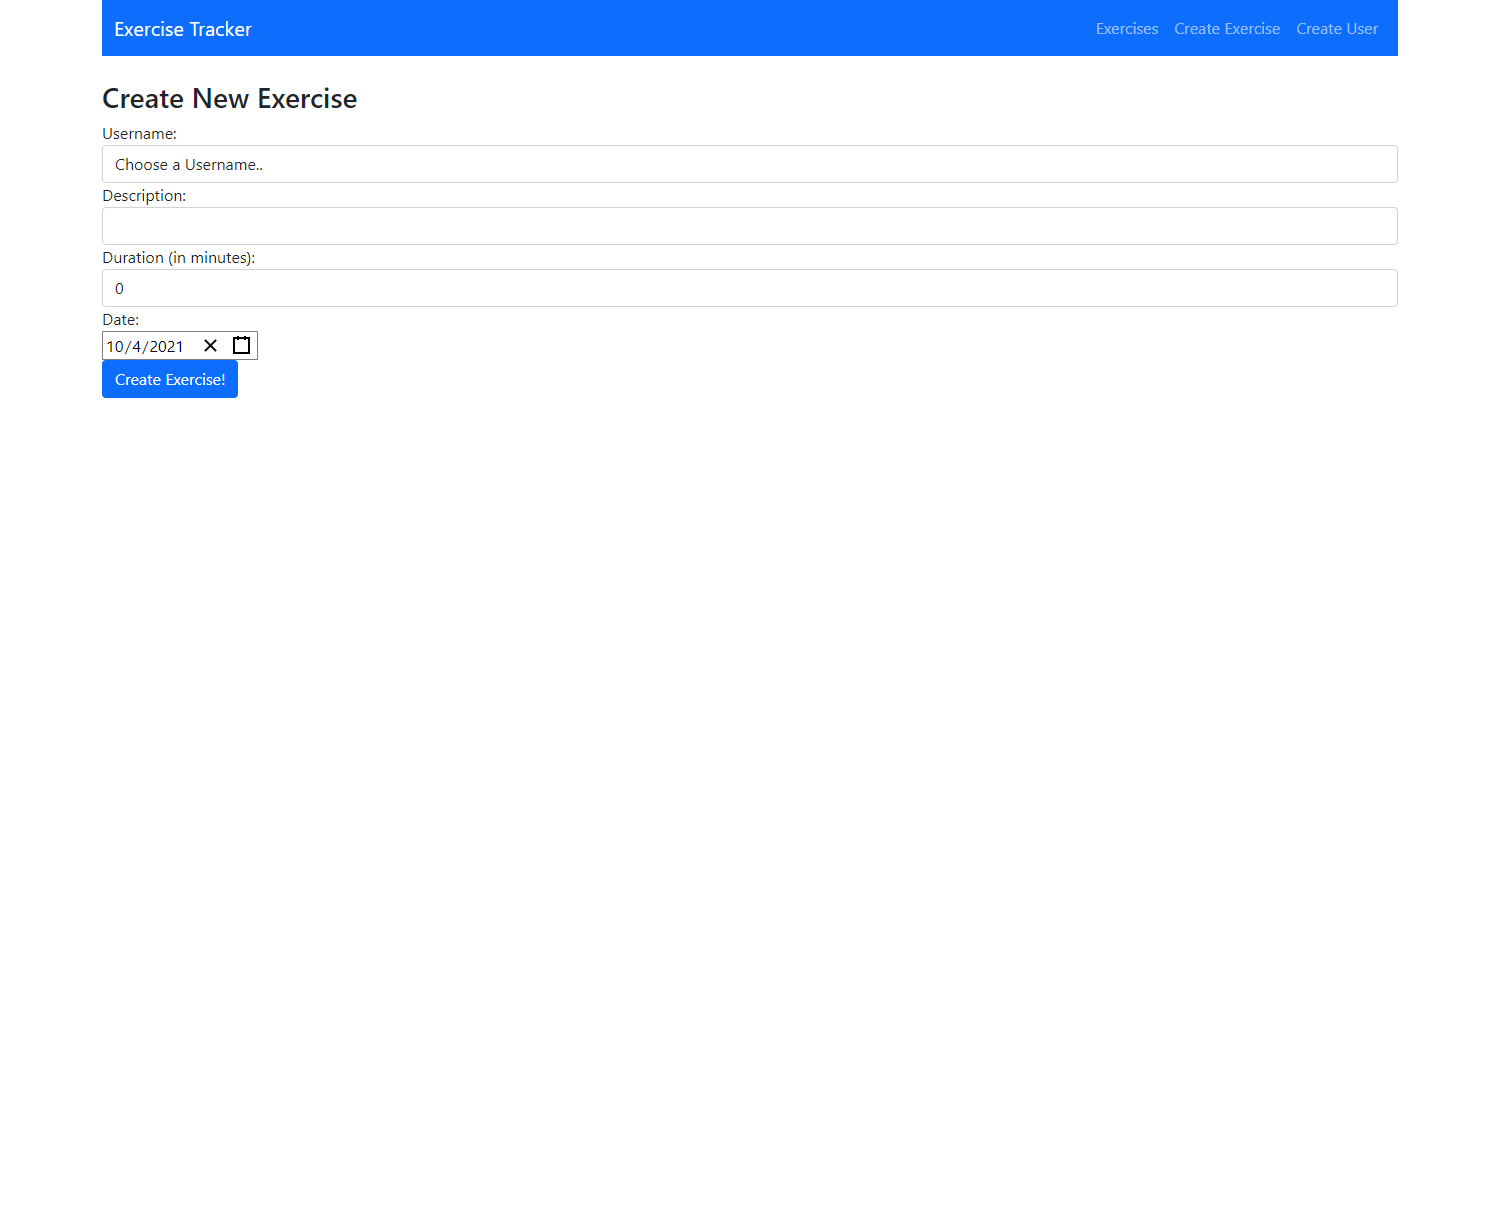 Exercise Tracker Exercises Create Exercise Create User
Create New Exercise
Username:
Choose a Username..
Description:
Duration (in minutes):
0
Date:
10/4/2021
Create Exercise!